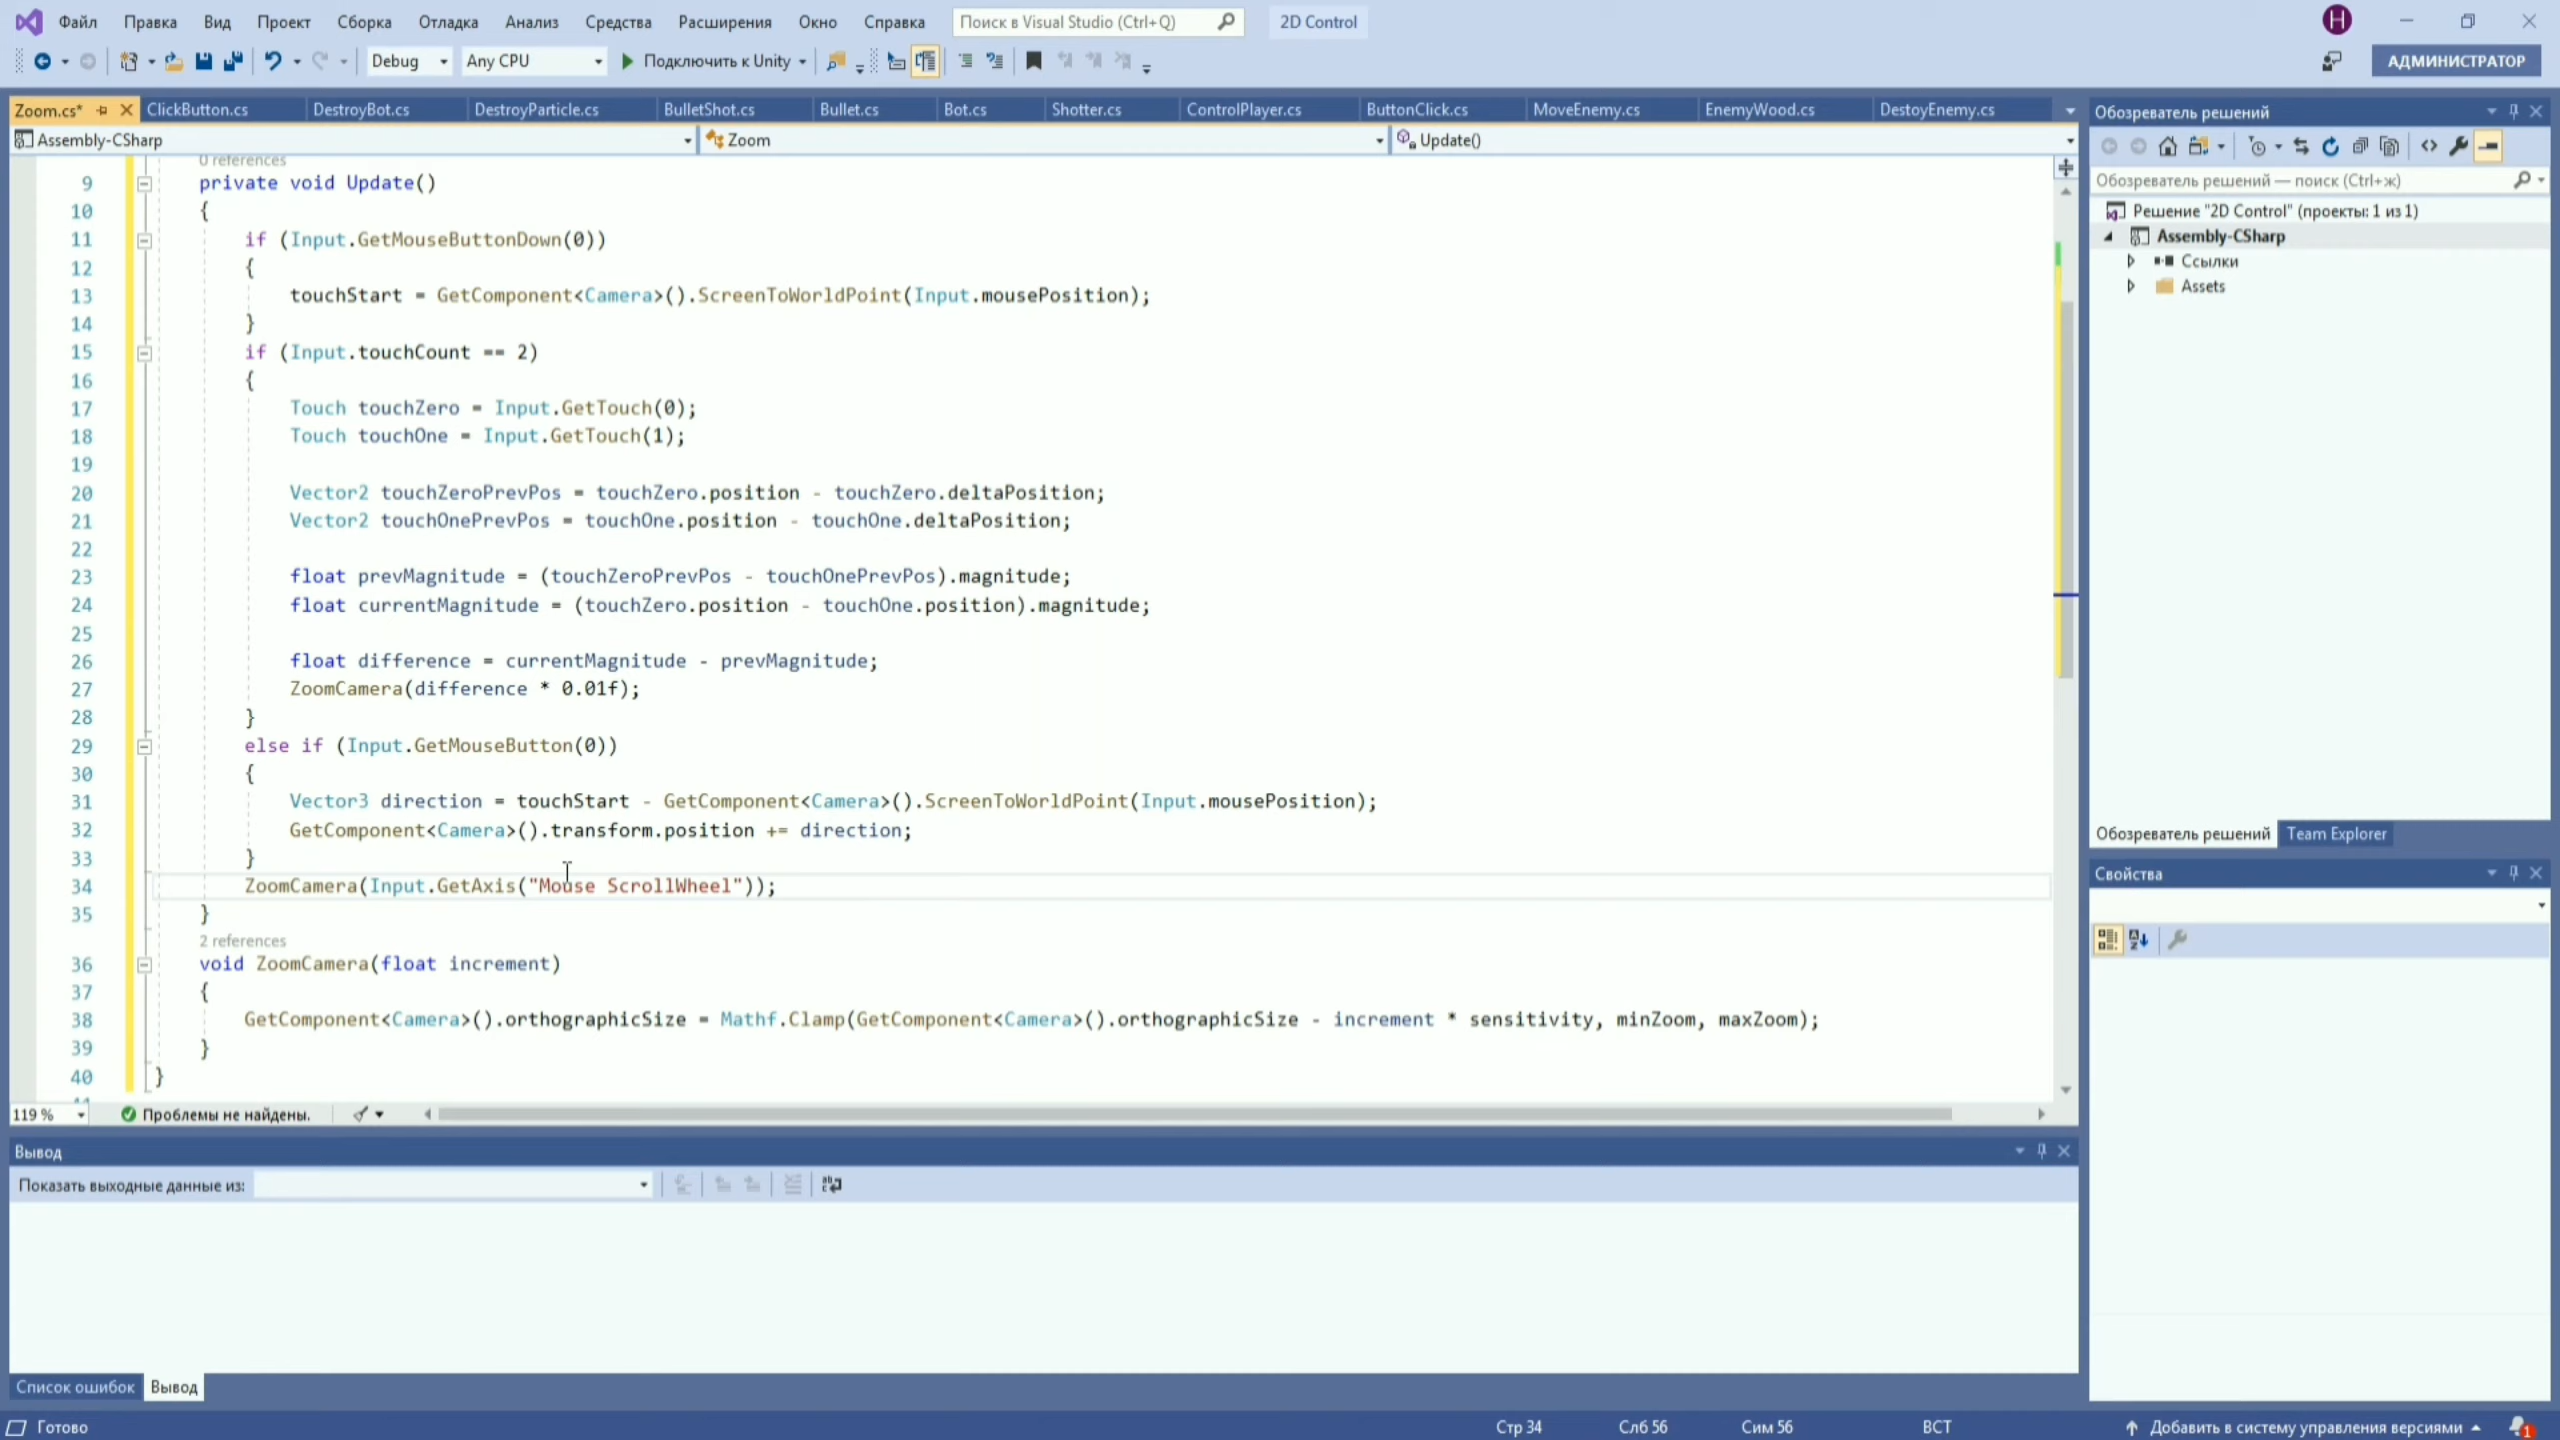 Файл Правка Вид Проект Сборка Отладка Анализ Средства Расширения Окно Справка Поиск в Visual Studio (Ctrl+Q) 2D Control H
Debug Any CPU Подключить к Unity АДМИНИСТРАТОР
Zoom.cs* ClickButton.cs DestroyBot.cs DestroyParticle.cs BulletShot.cs Bullet.cs Bot.cs Shotter.cs ControlPlayer.cs ButtonClick.cs MoveEnemy.cs EnemyWood.cs DestoyEnemy.cs
Assembly-CSharp Zoom Update()
0 references
9 private void Update()
10 {
11 if (Input.GetMouseButtonDown(0))
12 {
13 touchStart = GetComponent<Camera>().ScreenToWorldPoint(Input.mousePosition);
14 }
15 if (Input.touchCount == 2)
16 {
17 Touch touchZero = Input.GetTouch(0);
18 Touch touchOne = Input.GetTouch(1);
19
20 Vector2 touchZeroPrevPos = touchZero.position - touchZero.deltaPosition;
21 Vector2 touchOnePrevPos = touchOne.position - touchOne.deltaPosition;
22
23 float prevMagnitude = (touchZeroPrevPos - touchOnePrevPos).magnitude;
24 float currentMagnitude = (touchZero.position - touchOne.position).magnitude;
25
26 float difference = currentMagnitude - prevMagnitude;
27 ZoomCamera(difference * 0.01f);
28 }
29 else if (Input.GetMouseButton(0))
30 {
31 Vector3 direction = touchStart - GetComponent<Camera>().ScreenToWorldPoint(Input.mousePosition);
32 GetComponent<Camera>().transform.position += direction;
33 }
34 ZoomCamera(Input.GetAxis("Mouse ScrollWheel"));
35 }
2 references
36 void ZoomCamera(float increment)
37 {
38 GetComponent<Camera>().orthographicSize = Mathf.Clamp(GetComponent<Camera>().orthographicSize - increment * sensitivity, minZoom, maxZoom);
39 }
40 }
119 % Проблемы не найдены.
Вывод
Показать выходные данные из:
Список ошибок Вывод
Обозреватель решений
Обозреватель решений — поиск (Ctrl+ж)
Решение "2D Control" (проекты: 1 из 1)
Assembly-CSharp
Ссылки
Assets
Обозреватель решений Team Explorer
Свойства
Готово Стр 34 Слб 56 Сим 56 ВСТ Добавить в систему управления версиями 1